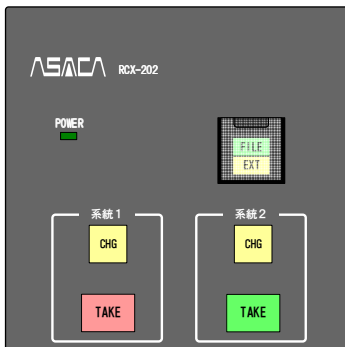 ASACA RCX-202
POWER
FILE
EXT
系統1 系統2
CHG CHG
TAKE TAKE